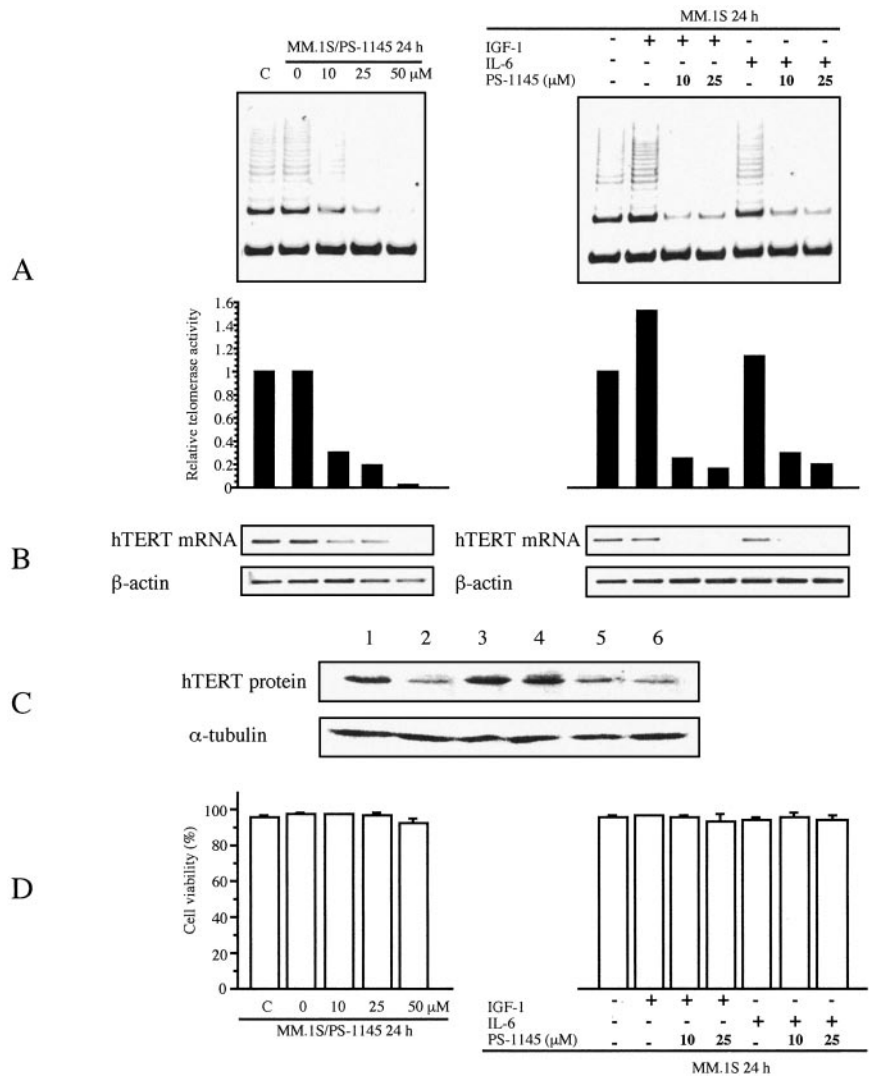 MM.1S/PS-1145 24 h
C 0 10 25 50 μM
MM.1S 24 h
IGF-1 - + + + - - -
IL-6 - - - - + + +
PS-1145 (μM) - - 10 25 - 10 25
A
Relative telomerase activity
1.6
1.4
1.2
1
0.8
0.6
0.4
0.2
0
B
hTERT mRNA
β-actin
hTERT mRNA
β-actin
C
1 2 3 4 5 6
hTERT protein
α-tubulin
D
Cell viability (%)
100
80
60
40
20
0
C 0 10 25 50 μM
MM.1S/PS-1145 24 h
IGF-1 - + + + - - -
IL-6 - - - - + + +
PS-1145 (μM) - - 10 25 - 10 25
MM.1S 24 h